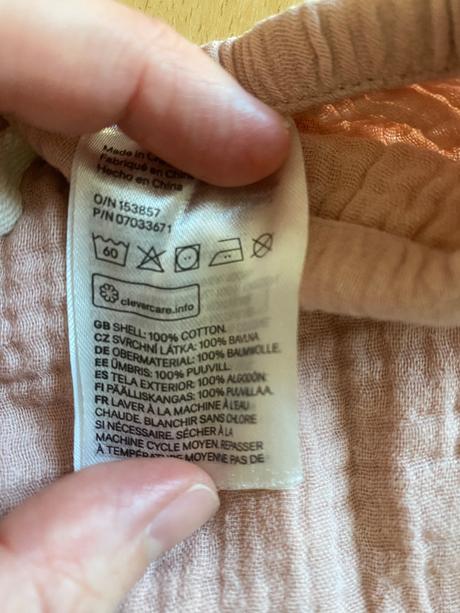 Made in
Fabriqué en Chin
Hecho en China
O/N 153857
P/N 07033671
60
clevercare.info
GB SHELL: 100% COTTON.
CZ SVRCHNÍ LÁTKA: 100% BAVLNA
DE OBERMATERIAL: 100% BAUMWOLLE.
EE ÜMBRIS: 100% PUUVILL.
ES TELA EXTERIOR: 100% ALGODÓN.
FI PÄÄLLISKANGAS: 100% PUUVILLAA.
FR LAVER À LA MACHINE À L'EAU
CHAUDE. BLANCHIR SANS CHLORE
SI NÉCESSAIRE. SÉCHER À LA
MACHINE CYCLE MOYEN. REPASSER
À TEMPÉRATURE MOYENNE PAS DE